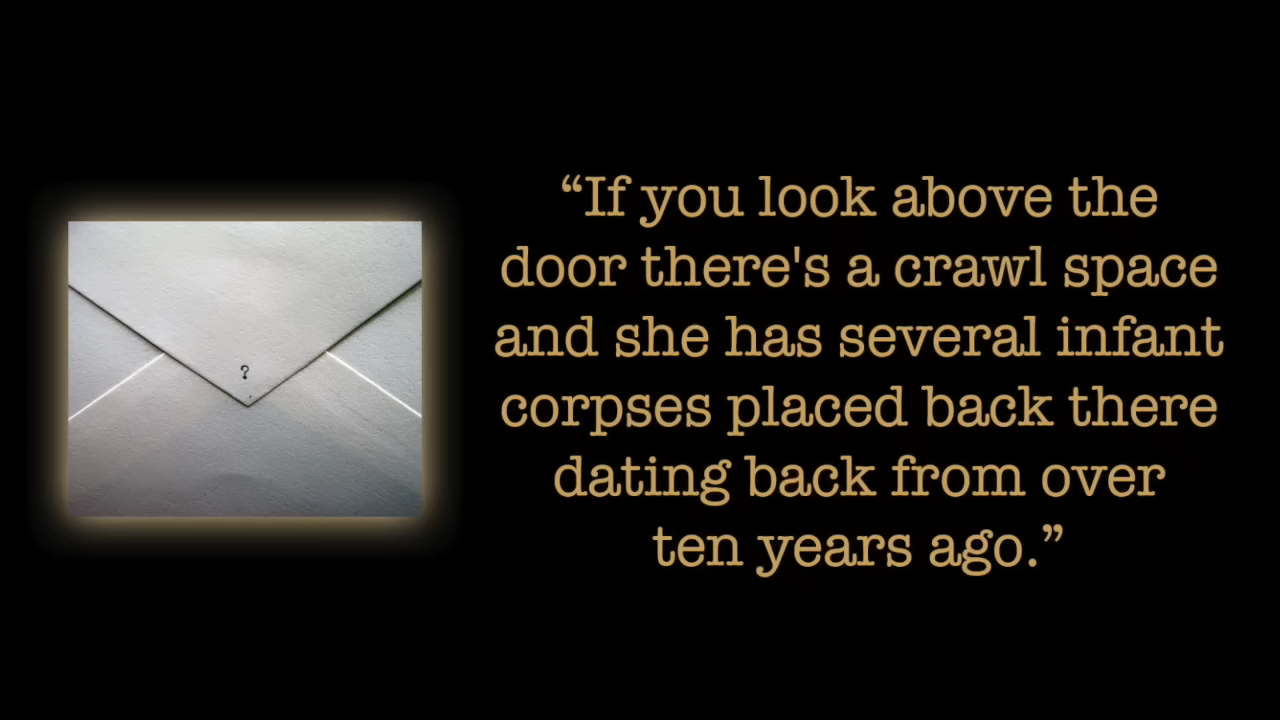 ?
“If you look above the
door there's a crawl space
and she has several infant
corpses placed back there
dating back from over
ten years ago.”